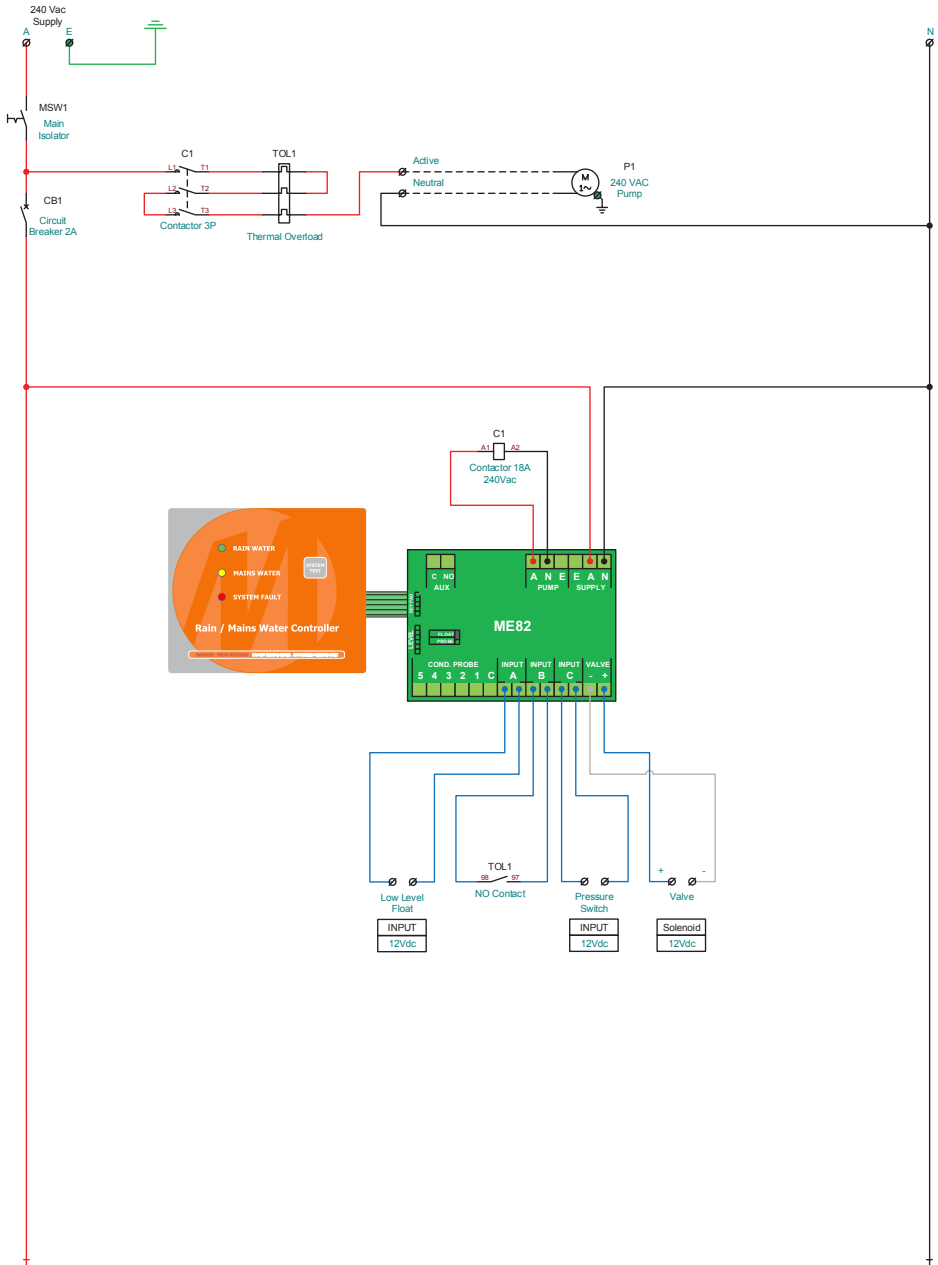 240 Vac
Supply
A
E
N
MSW1
Main
Isolator
C1
TOL1
L1
T1
L2
T2
L3
T3
Contactor 3P
Thermal Overload
Active
Neutral
M
1~
P1
240 VAC
Pump
CB1
Circuit
Breaker 2A
C1
A1
A2
Contactor 18A
240Vac
RAIN WATER
MAINS WATER
SYSTEM FAULT
SYSTEM
TEST
Rain / Mains Water Controller
C NO
AUX
A N E E A N
PUMP SUPPLY
LEVEL
FLOAT
PROBE
ME82
COND. PROBE INPUT INPUT INPUT VALVE
5 4 3 2 1 C A B C - +
TOL1
98
97
NO Contact
+
-
Low Level
Float
Pressure
Switch
Valve
INPUT
12Vdc
INPUT
12Vdc
Solenoid
12Vdc